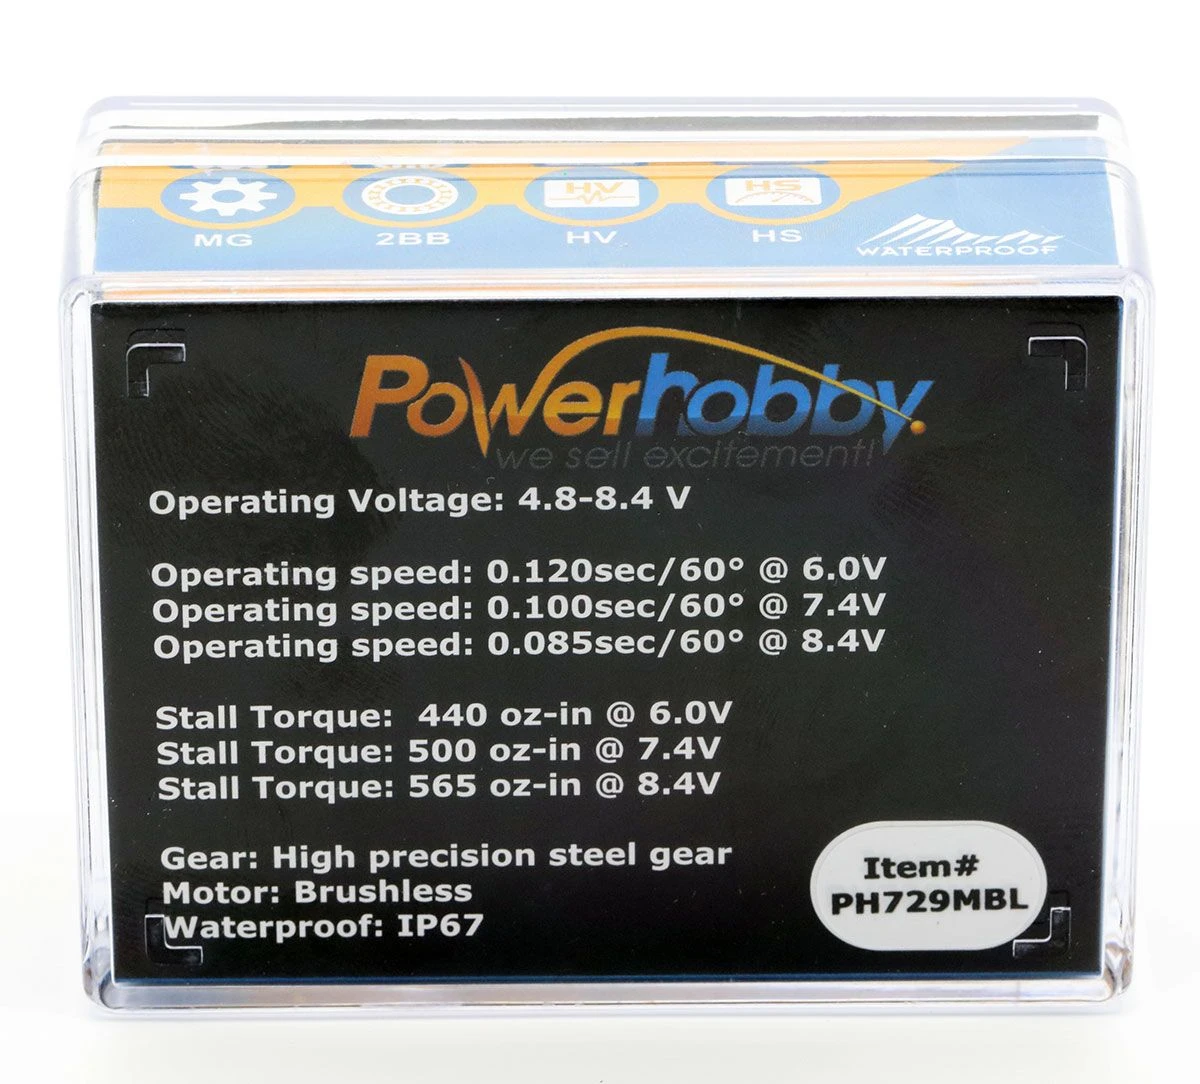 HV HS
MG 2BB HV HS
WATERPROOF
Powerhobby.
we sell excitement!
Operating Voltage: 4.8-8.4 V
Operating speed: 0.120sec/60° @ 6.0V
Operating speed: 0.100sec/60° @ 7.4V
Operating speed: 0.085sec/60° @ 8.4V
Stall Torque: 440 oz-in @ 6.0V
Stall Torque: 500 oz-in @ 7.4V
Stall Torque: 565 oz-in @ 8.4V
Gear: High precision steel gear
Motor: Brushless
Waterproof: IP67
Item#
PH729MBL